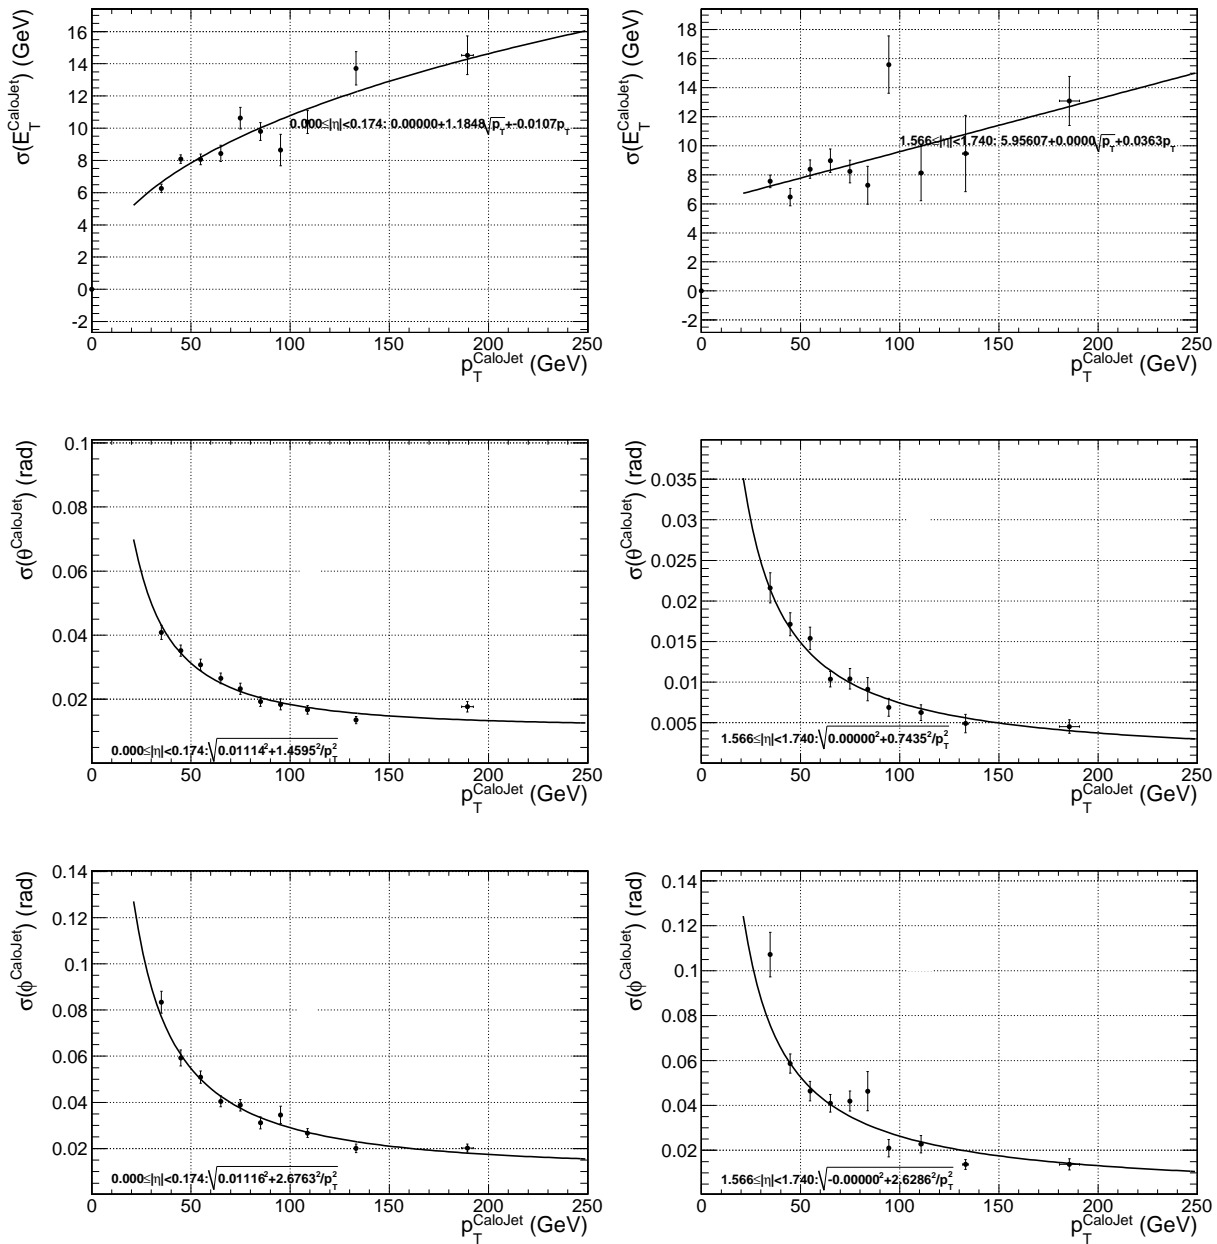 σ(E_T^CaloJet) (GeV)
16
14
12
10
8
6
4
2
0
-2
0.000≤|η|<0.174: 0.00000+1.1848√p_T+-0.0107p_T
0 50 100 150 200 250
p_T^CaloJet (GeV)
σ(E_T^CaloJet) (GeV)
18
16
14
12
10
8
6
4
2
0
-2
1.566≤|η|<1.740: 5.95607+0.0000√p_T+0.0363p_T
0 50 100 150 200 250
p_T^CaloJet (GeV)
σ(θ^CaloJet) (rad)
0.1
0.08
0.06
0.04
0.02
0.000≤|η|<0.174:√0.01114²+1.4595²/p_T²
0 50 100 150 200 250
p_T^CaloJet (GeV)
σ(θ^CaloJet) (rad)
0.035
0.03
0.025
0.02
0.015
0.01
0.005
1.566≤|η|<1.740:√0.00000²+0.7435²/p_T²
0 50 100 150 200 250
p_T^CaloJet (GeV)
σ(ϕ^CaloJet) (rad)
0.14
0.12
0.1
0.08
0.06
0.04
0.02
0.000≤|η|<0.174:√0.01116²+2.6763²/p_T²
0 50 100 150 200 250
p_T^CaloJet (GeV)
σ(ϕ^CaloJet) (rad)
0.14
0.12
0.1
0.08
0.06
0.04
0.02
1.566≤|η|<1.740:√-0.00000²+2.6286²/p_T²
0 50 100 150 200 250
p_T^CaloJet (GeV)